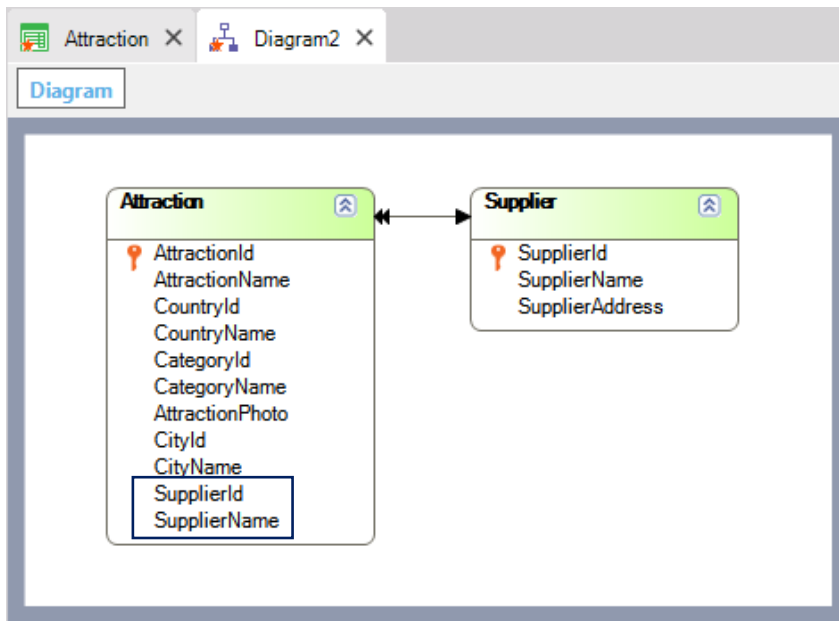 Attraction Diagram2
Diagram
Attraction
AttractionId
AttractionName
CountryId
CountryName
CategoryId
CategoryName
AttractionPhoto
CityId
CityName
SupplierId
SupplierName
Supplier
SupplierId
SupplierName
SupplierAddress